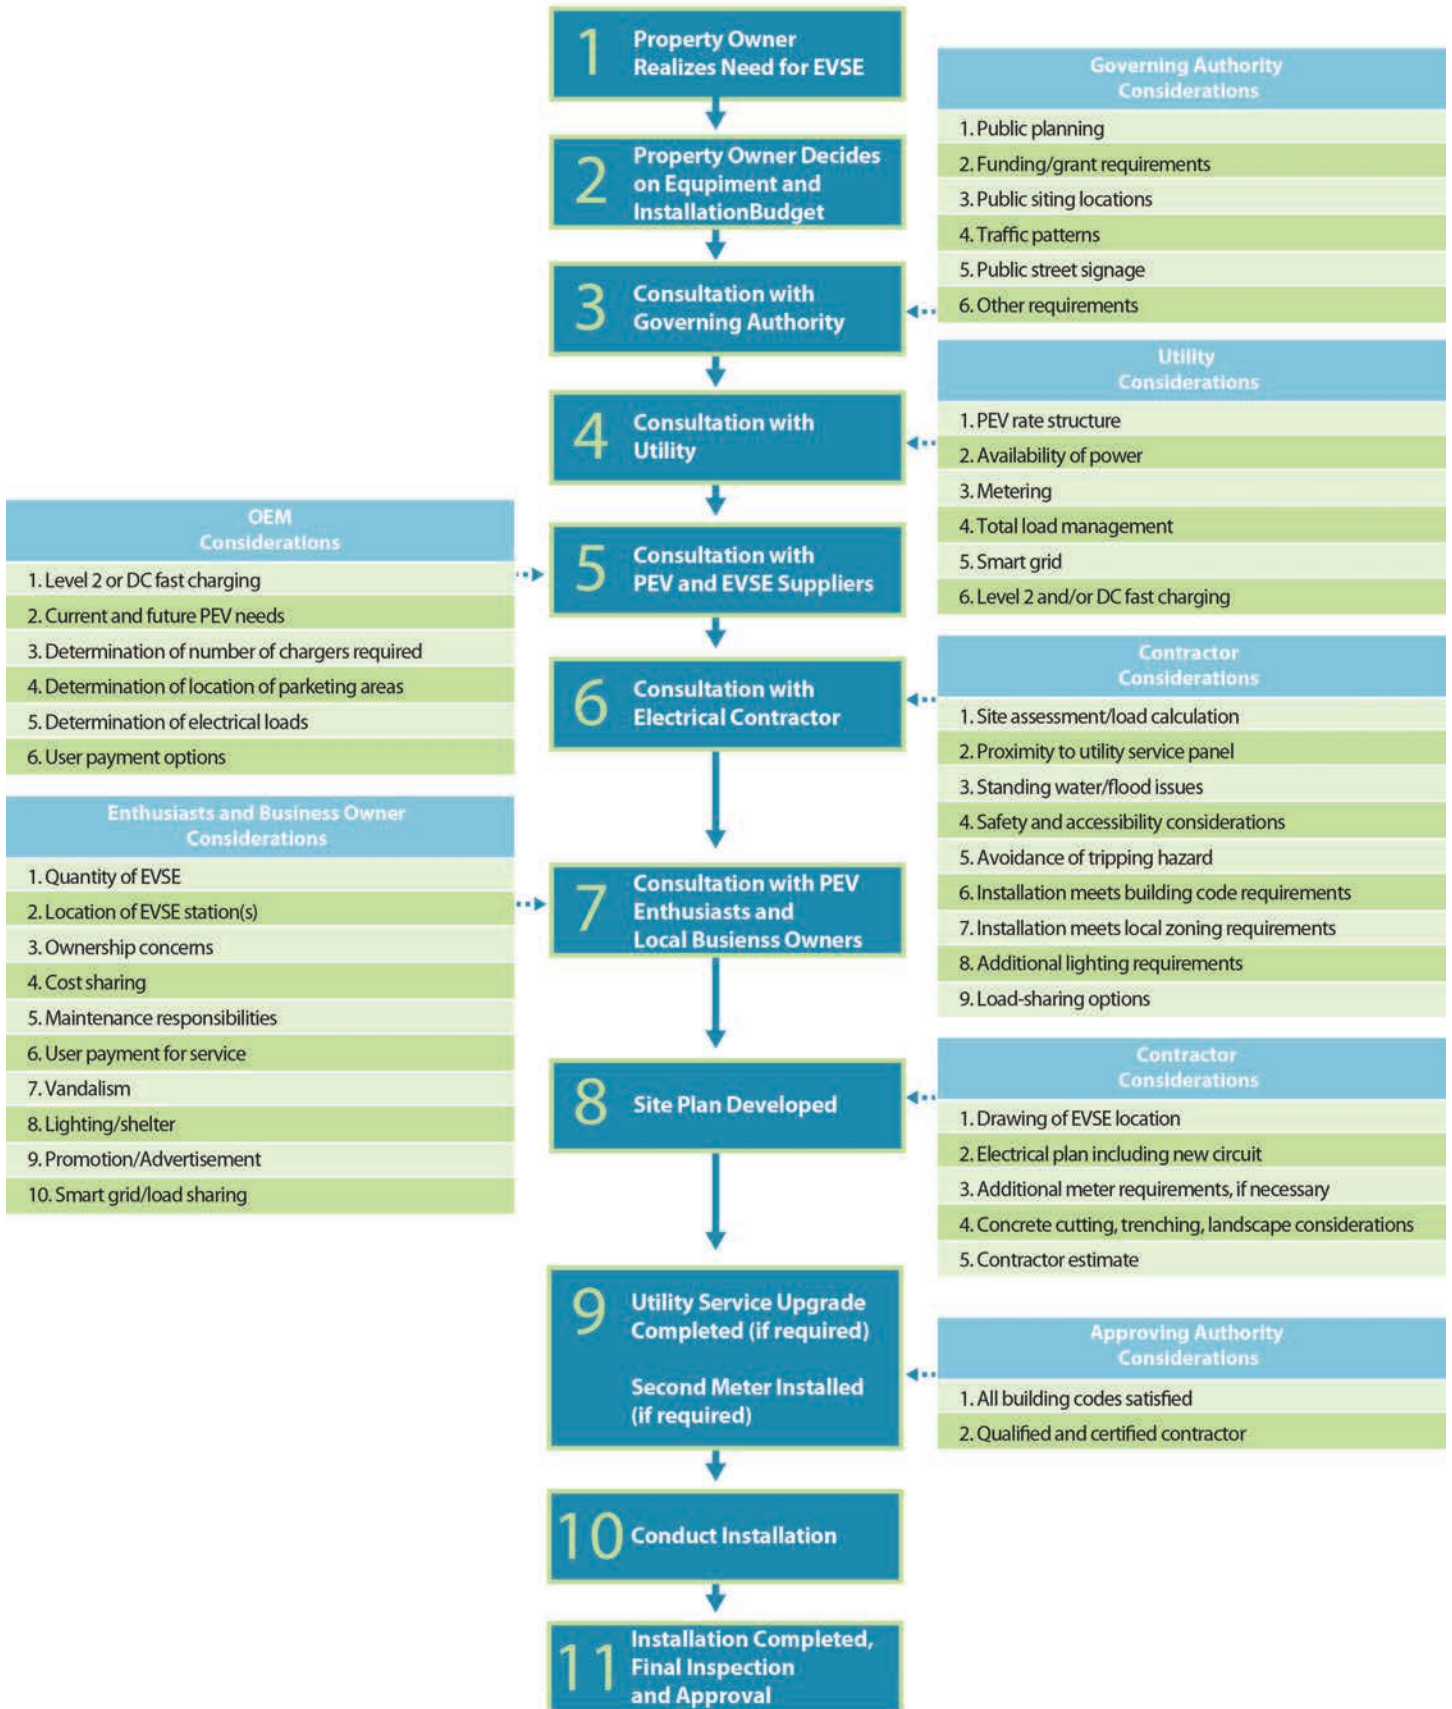 1
Property Owner
Realizes Need for EVSE
2
Property Owner Decides
on Equpiment and
InstallationBudget
3
Consultation with
Governing Authority
Governing Authority
Considerations
1. Public planning
2. Funding/grant requirements
3. Public siting locations
4. Traffic patterns
5. Public street signage
6. Other requirements
4
Consultation with
Utility
Utility
Considerations
1. PEV rate structure
2. Availability of power
3. Metering
4. Total load management
5. Smart grid
6. Level 2 and/or DC fast charging
OEM
Considerations
1. Level 2 or DC fast charging
2. Current and future PEV needs
3. Determination of number of chargers required
4. Determination of location of parketing areas
5. Determination of electrical loads
6. User payment options
5
Consultation with
PEV and EVSE Suppliers
6
Consultation with
Electrical Contractor
Contractor
Considerations
1. Site assessment/load calculation
2. Proximity to utility service panel
3. Standing water/flood issues
4. Safety and accessibility considerations
5. Avoidance of tripping hazard
6. Installation meets building code requirements
7. Installation meets local zoning requirements
8. Additional lighting requirements
9. Load-sharing options
Enthusiasts and Business Owner
Considerations
1. Quantity of EVSE
2. Location of EVSE station(s)
3. Ownership concerns
4. Cost sharing
5. Maintenance responsibilities
6. User payment for service
7. Vandalism
8. Lighting/shelter
9. Promotion/Advertisement
10. Smart grid/load sharing
7
Consultation with PEV
Enthusiasts and
Local Busienss Owners
8
Site Plan Developed
Contractor
Considerations
1. Drawing of EVSE location
2. Electrical plan including new circuit
3. Additional meter requirements, if necessary
4. Concrete cutting, trenching, landscape considerations
5. Contractor estimate
9
Utility Service Upgrade
Completed (if required)
Second Meter Installed
(if required)
Approving Authority
Considerations
1. All building codes satisfied
2. Qualified and certified contractor
10
Conduct Installation
11
Installation Completed,
Final Inspection
and Approval